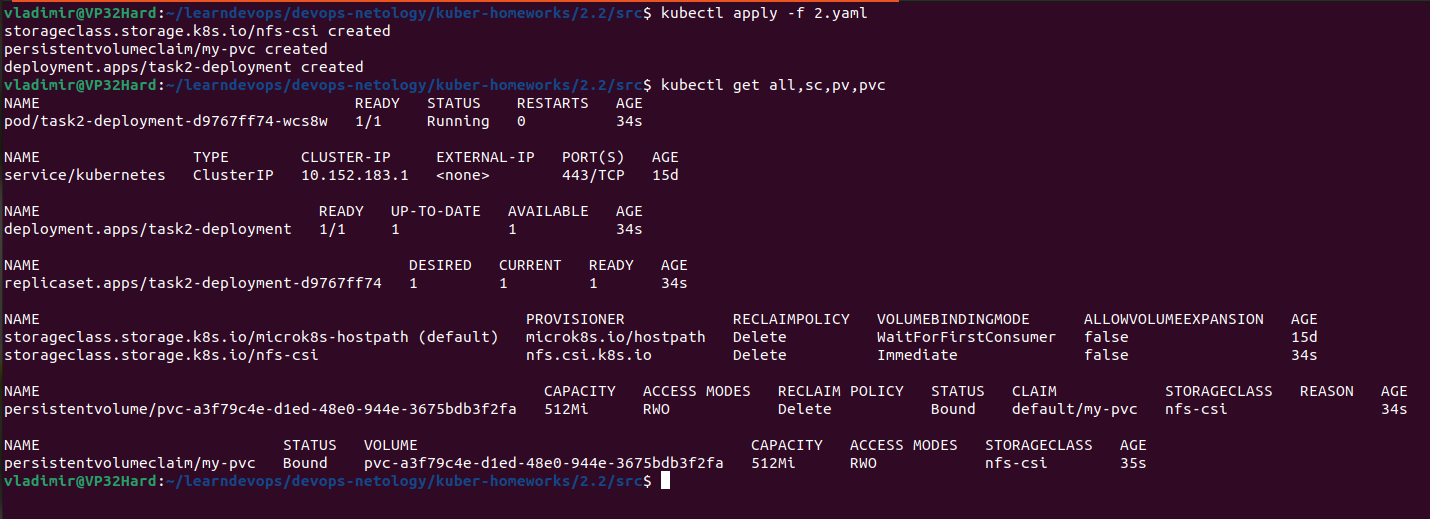 vladimir@VP32Hard:~/learndevops/devops-netology/kuber-homeworks/2.2/src$ kubectl apply -f 2.yaml
storageclass.storage.k8s.io/nfs-csi created
persistentvolumeclaim/my-pvc created
deployment.apps/task2-deployment created
vladimir@VP32Hard:~/learndevops/devops-netology/kuber-homeworks/2.2/src$ kubectl get all,sc,pv,pvc
NAME                                   READY   STATUS    RESTARTS   AGE
pod/task2-deployment-d9767ff74-wcs8w   1/1     Running   0          34s

NAME                 TYPE        CLUSTER-IP     EXTERNAL-IP   PORT(S)   AGE
service/kubernetes   ClusterIP   10.152.183.1   <none>        443/TCP   15d

NAME                               READY   UP-TO-DATE   AVAILABLE   AGE
deployment.apps/task2-deployment   1/1     1            1           34s

NAME                                         DESIRED   CURRENT   READY   AGE
replicaset.apps/task2-deployment-d9767ff74   1         1         1       34s

NAME                                                      PROVISIONER            RECLAIMPOLICY   VOLUMEBINDINGMODE      ALLOWVOLUMEEXPANSION   AGE
storageclass.storage.k8s.io/microk8s-hostpath (default)   microk8s.io/hostpath   Delete          WaitForFirstConsumer   false                  15d
storageclass.storage.k8s.io/nfs-csi                       nfs.csi.k8s.io         Delete          Immediate              false                  34s

NAME                                                        CAPACITY   ACCESS MODES   RECLAIM POLICY   STATUS   CLAIM            STORAGECLASS   REASON   AGE
persistentvolume/pvc-a3f79c4e-d1ed-48e0-944e-3675bdb3f2fa   512Mi      RWO            Delete           Bound    default/my-pvc   nfs-csi                 34s

NAME                           STATUS   VOLUME                                     CAPACITY   ACCESS MODES   STORAGECLASS   AGE
persistentvolumeclaim/my-pvc   Bound    pvc-a3f79c4e-d1ed-48e0-944e-3675bdb3f2fa   512Mi      RWO            nfs-csi        35s
vladimir@VP32Hard:~/learndevops/devops-netology/kuber-homeworks/2.2/src$